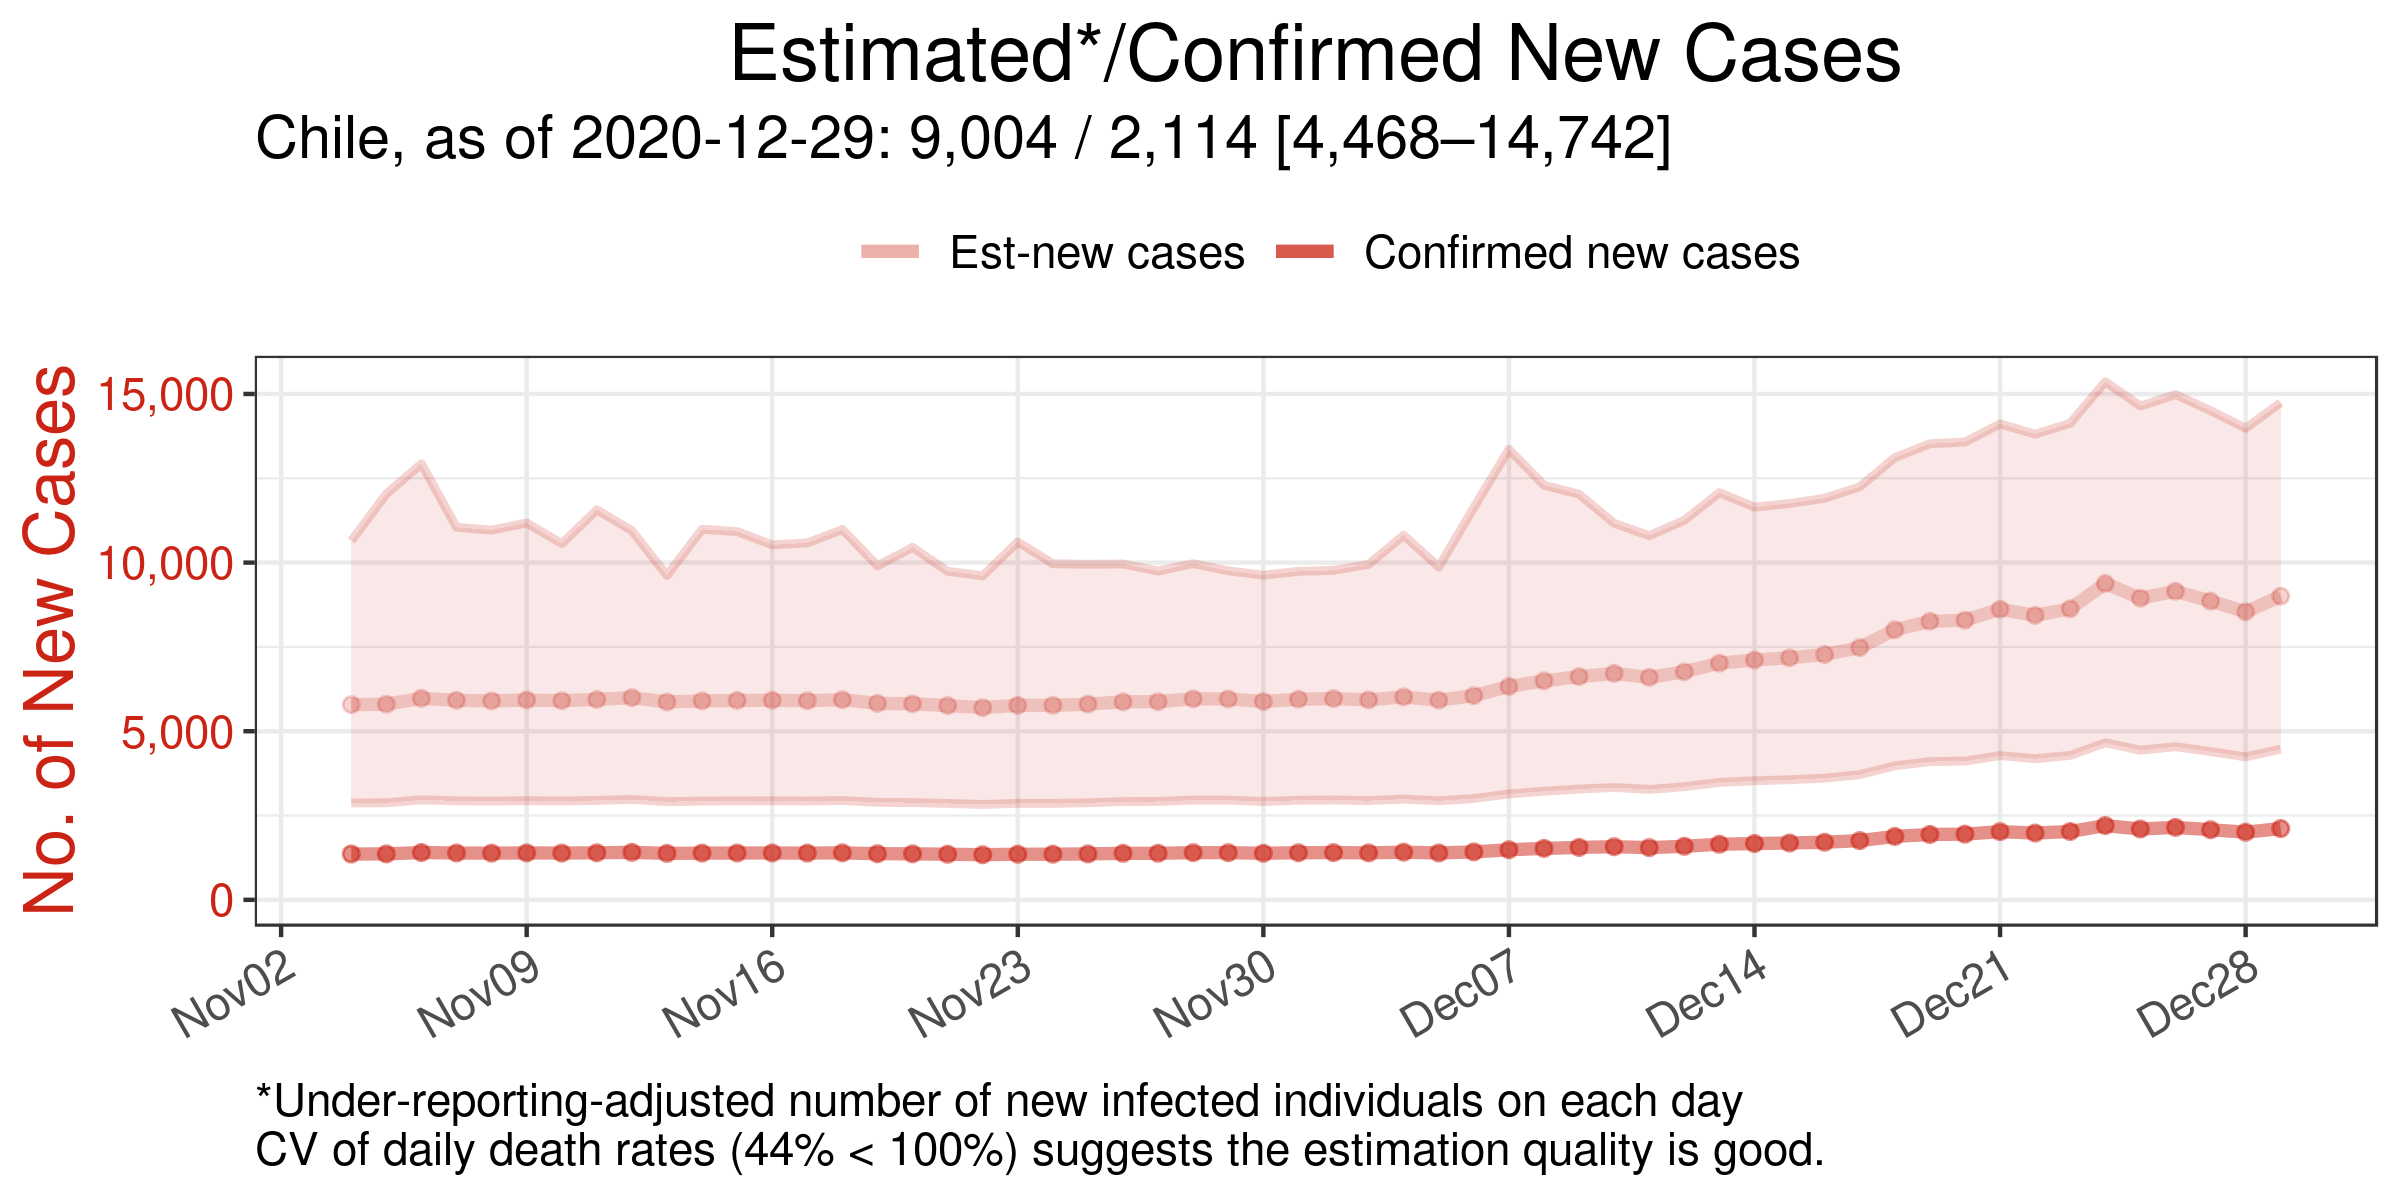 Estimated*/Confirmed New Cases
Chile, as of 2020-12-29: 9,004 / 2,114 [4,468–14,742]
Est-new cases Confirmed new cases
No. of New Cases
15,000
10,000
5,000
0
Nov02 Nov09 Nov16 Nov23 Nov30 Dec07 Dec14 Dec21 Dec28
*Under-reporting-adjusted number of new infected individuals on each day
CV of daily death rates (44% < 100%) suggests the estimation quality is good.